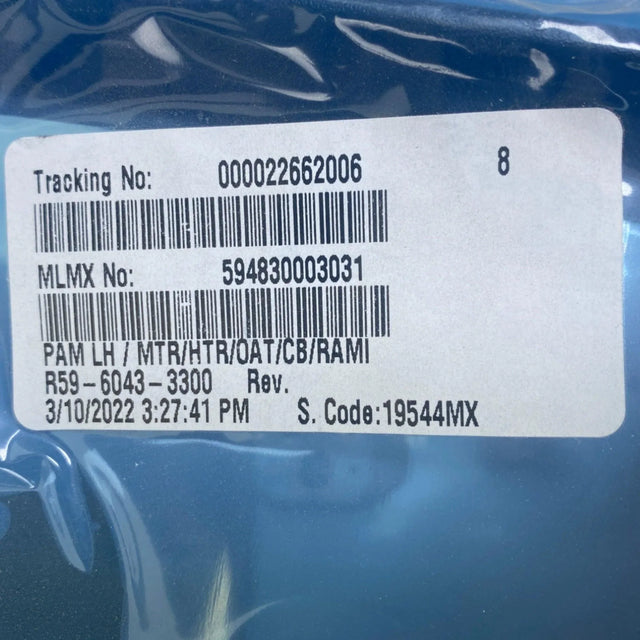 Tracking No: 000022662006 8
MLMX No: 594830003031
PAM LH / MTR/HTR/OAT/CB/RAMI
R59-6043-3300 Rev.
3/10/2022 3:27:41 PM S. Code:19544MX